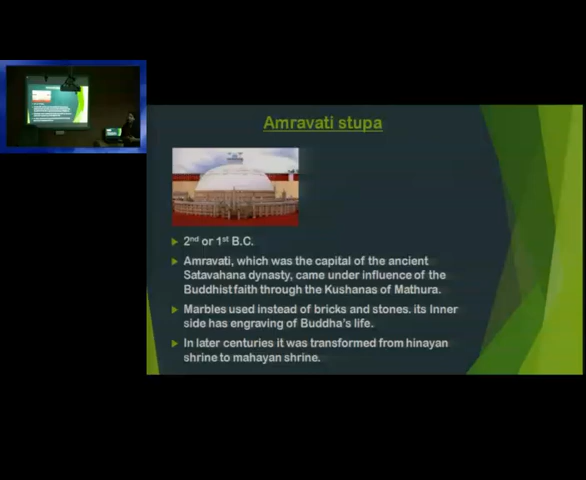 Amravati stupa
2nd or 1st B.C.
Amravati, which was the capital of the ancient
Satavahana dynasty, came under influence of the
Buddhist faith through the Kushanas of Mathura.
Marbles used instead of bricks and stones. its Inner
side has engraving of Buddha's life.
In later centuries it was transformed from hinayan
shrine to mahayan shrine.